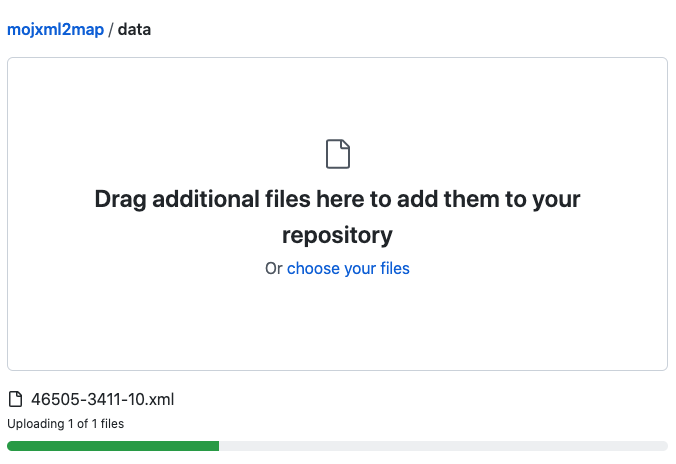 mojxml2map / data
Drag additional files here to add them to your
repository
Or choose your files
46505-3411-10.xml
Uploading 1 of 1 files